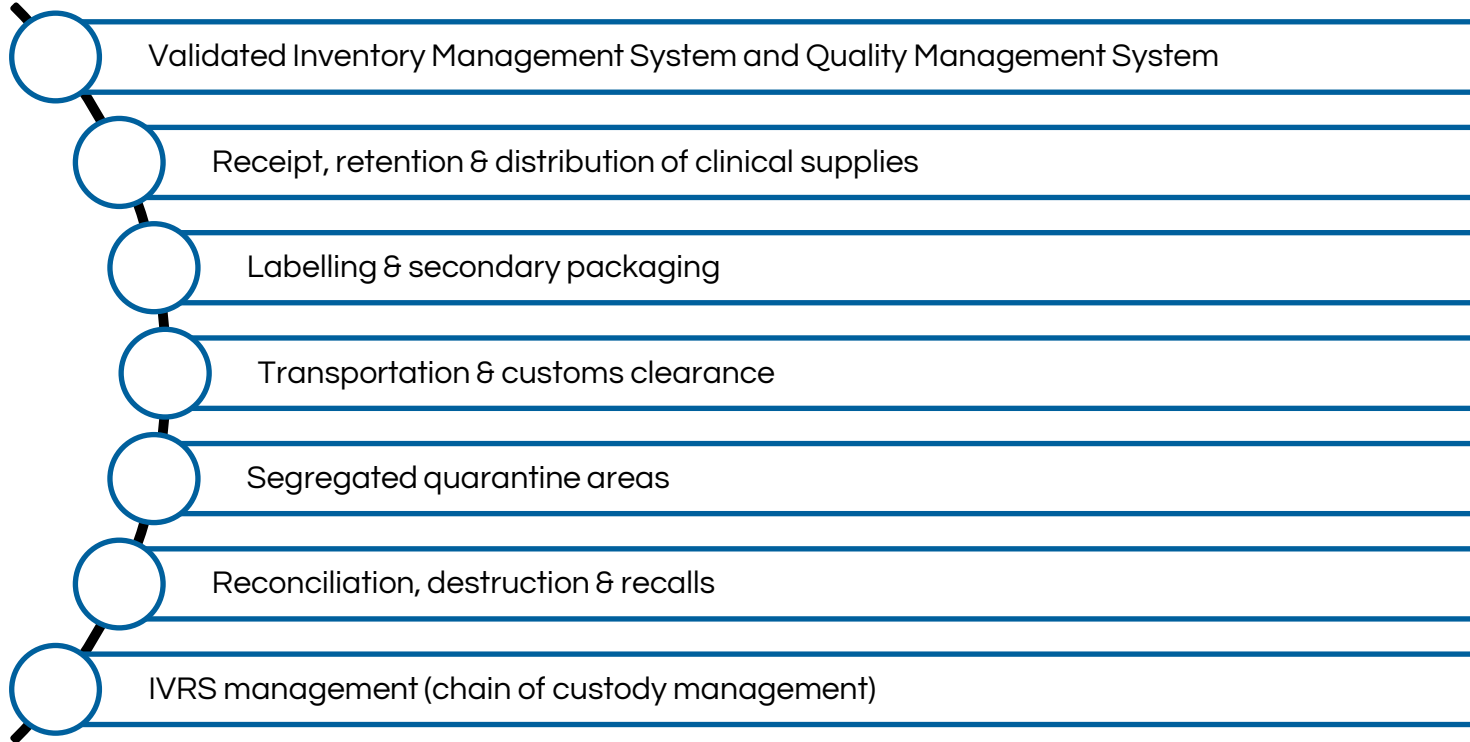 Validated Inventory Management System and Quality Management System
Receipt, retention & distribution of clinical supplies
Labelling & secondary packaging
Transportation & customs clearance
Segregated quarantine areas
Reconciliation, destruction & recalls
IVRS management (chain of custody management)